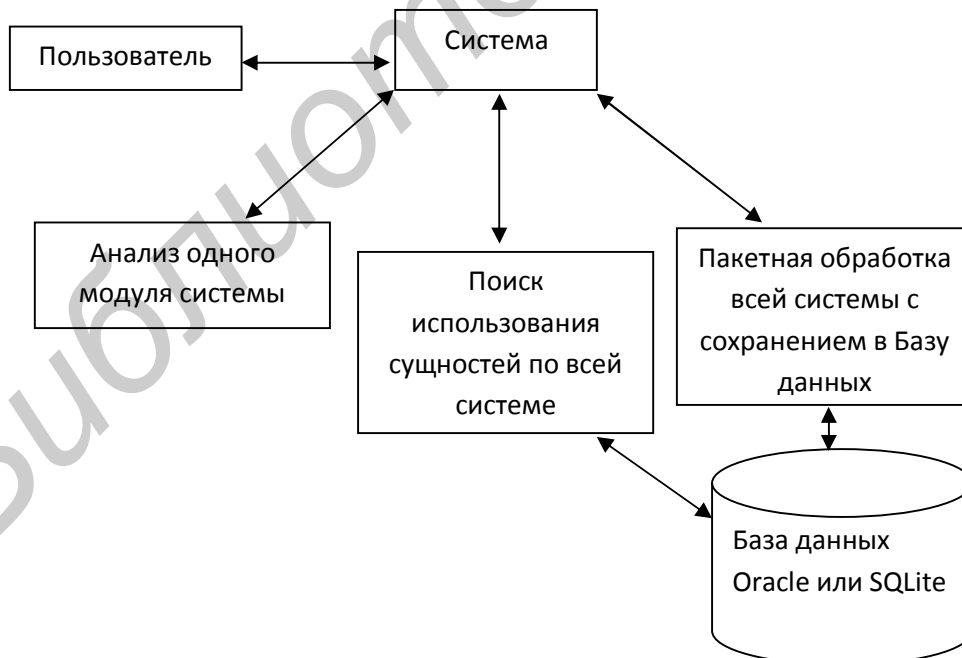 Пользователь
Система
Анализ одного
модуля системы
Поиск
использования
сущностей по всей
системе
Пакетная обработка
всей системы с
сохранением в Базу
данных
База данных
Oracle или SQLite